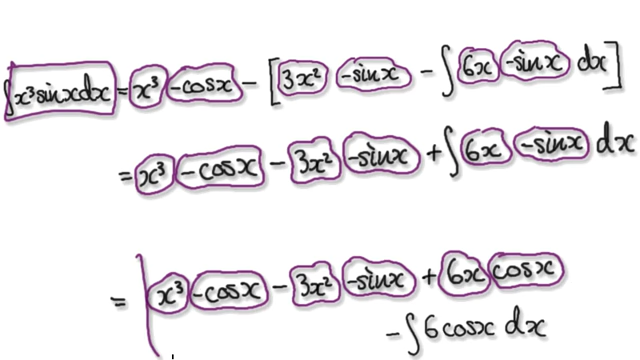 ∫x³sinxdx = x³ -cosx - [3x² -sinx - ∫6x -sinx dx]
= x³ -cosx - 3x² -sinx + ∫6x -sinx dx
= x³ -cosx - 3x² -sinx + 6x cosx
- ∫6cosx dx